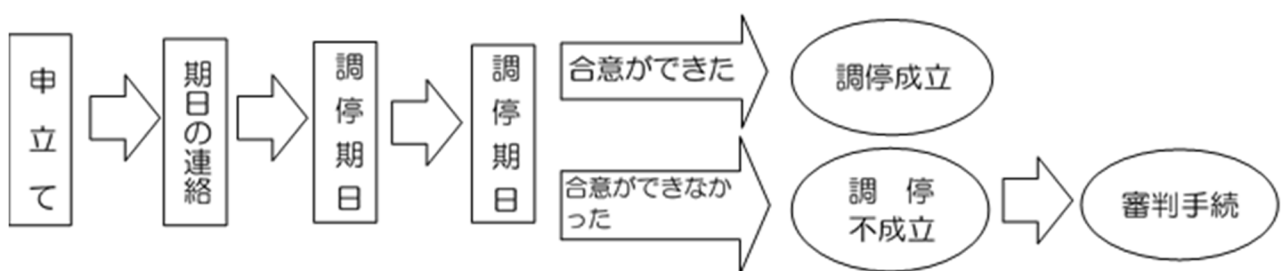 申立て
期日の連絡
調停期日
調停期日
合意ができた
調停成立
合意ができなか
った
調　停
不成立
審判手続